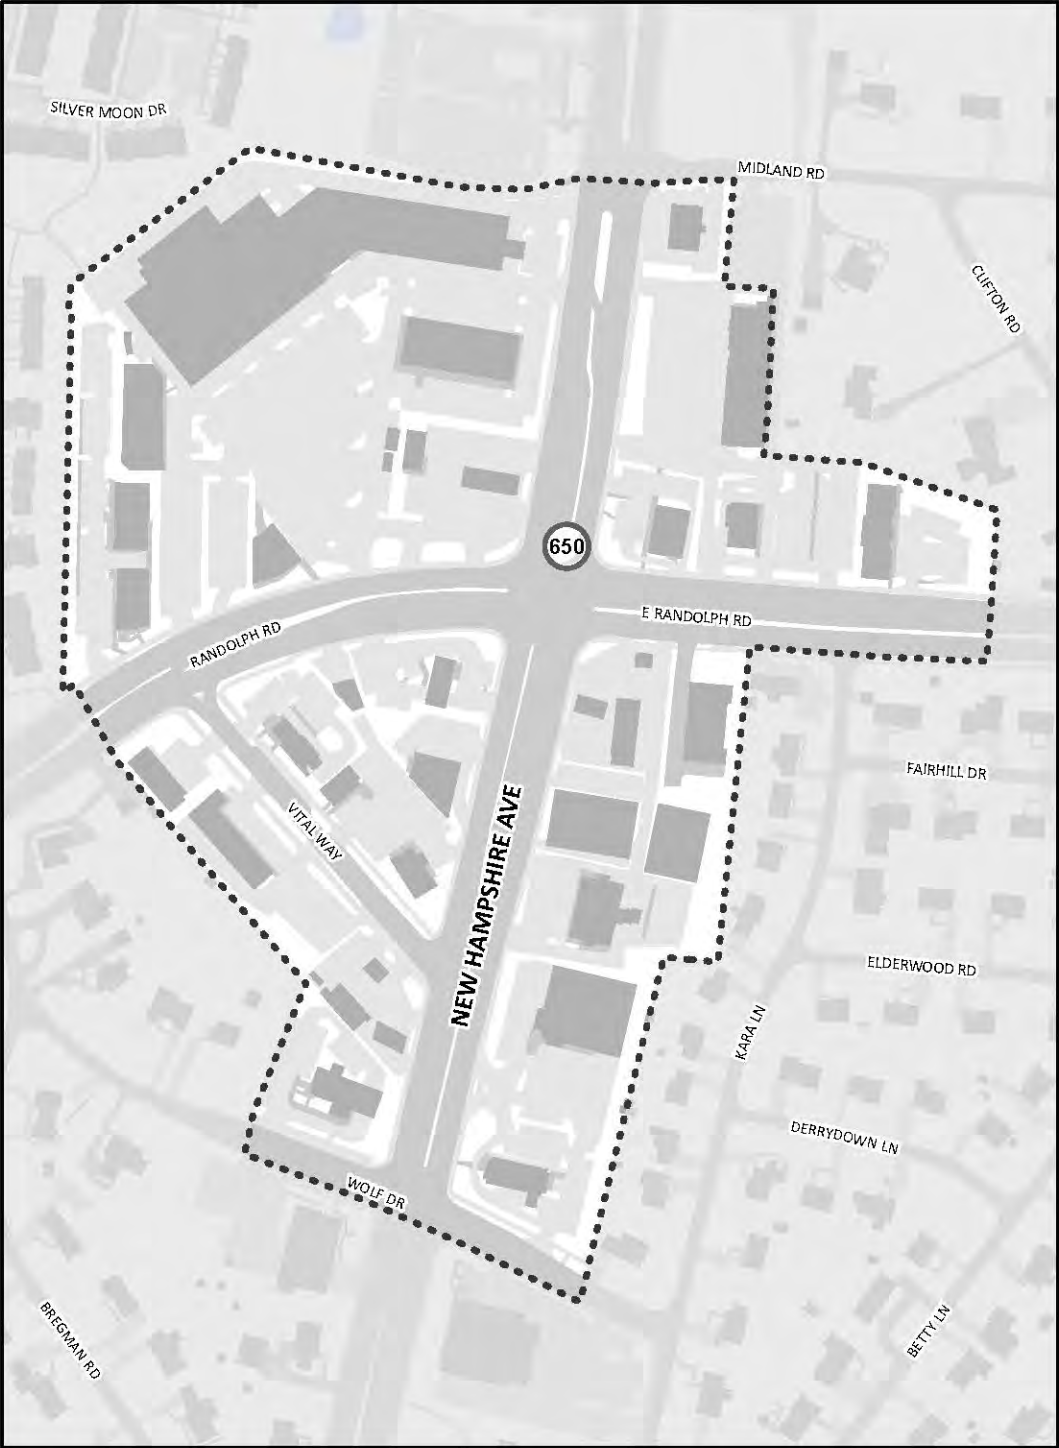 SILVER MOON DR
MIDLAND RD
CLIFTON RD
650
E RANDOLPH RD
RANDOLPH RD
FAIRHILL DR
VITAL WAY
NEW HAMPSHIRE AVE
ELDERWOOD RD
KARA LN
DERRYDOWN LN
WOLF DR
BREGMAN RD
BETTY LN